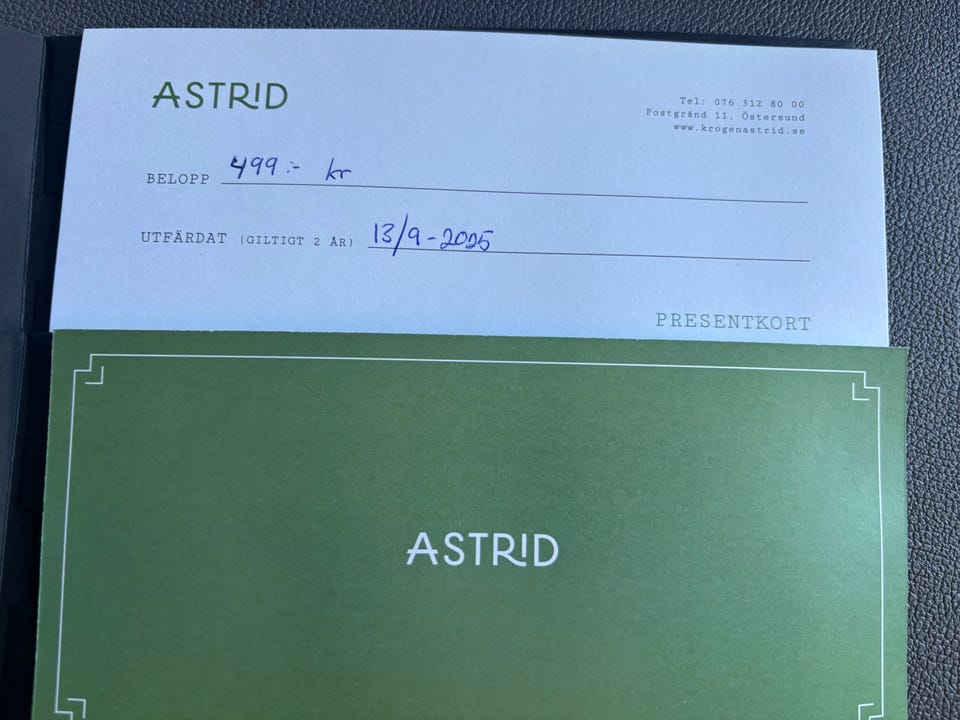 ASTRID
Tel: 076 312 80 00
Postgränd 11, Östersund
www.krogenastrid.se
BELOPP 499:- kr
UTFÄRDAT (GILTIGT 2 ÅR) 13/9-2025
PRESENTKORT
ASTRID